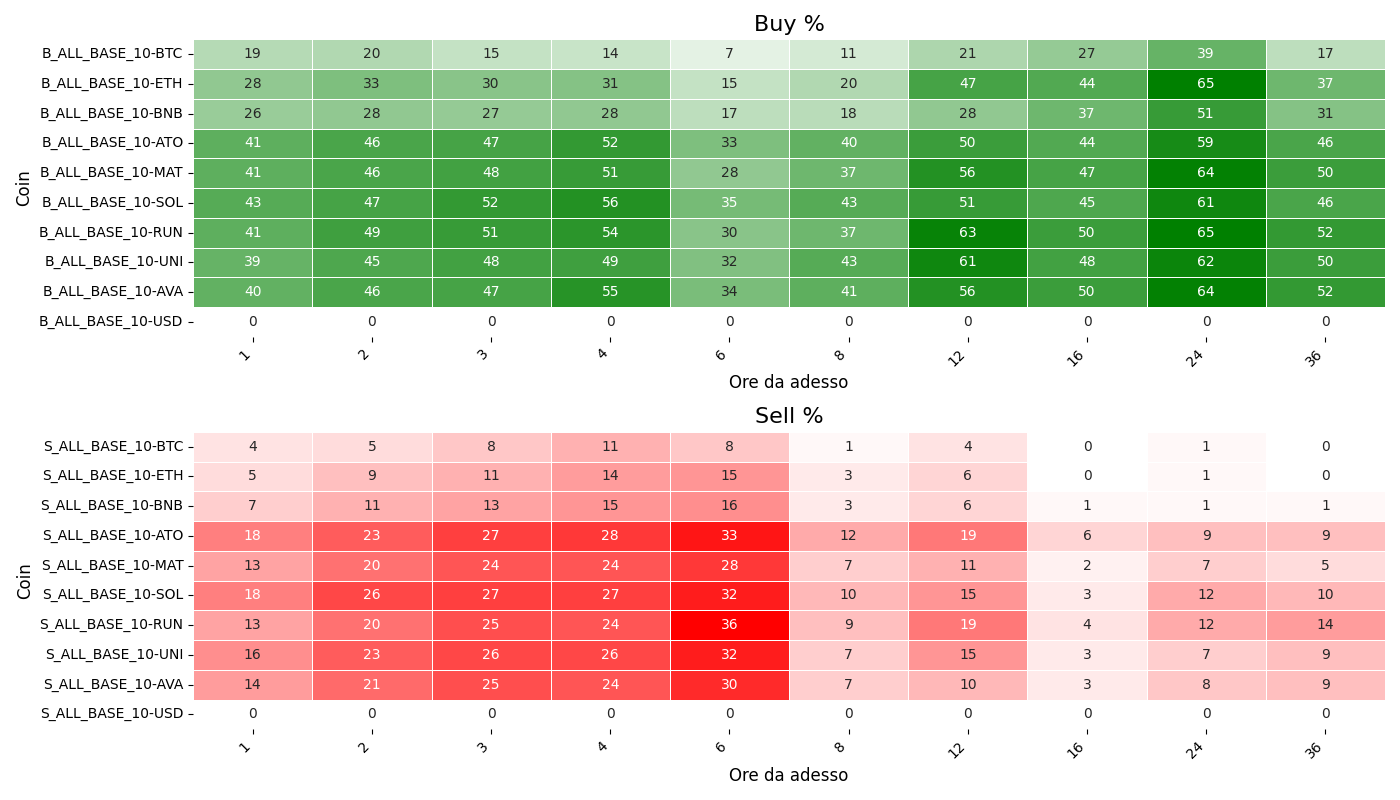 Buy %
Coin
B_ALL_BASE_10-BTC 19 20 15 14 7 11 21 27 39 17
B_ALL_BASE_10-ETH 28 33 30 31 15 20 47 44 65 37
B_ALL_BASE_10-BNB 26 28 27 28 17 18 28 37 51 31
B_ALL_BASE_10-ATO 41 46 47 52 33 40 50 44 59 46
B_ALL_BASE_10-MAT 41 46 48 51 28 37 56 47 64 50
B_ALL_BASE_10-SOL 43 47 52 56 35 43 51 45 61 46
B_ALL_BASE_10-RUN 41 49 51 54 30 37 63 50 65 52
B_ALL_BASE_10-UNI 39 45 48 49 32 43 61 48 62 50
B_ALL_BASE_10-AVA 40 46 47 55 34 41 56 50 64 52
B_ALL_BASE_10-USD 0 0 0 0 0 0 0 0 0 0
1 2 3 4 6 8 12 16 24 36
Ore da adesso
Sell %
Coin
S_ALL_BASE_10-BTC 4 5 8 11 8 1 4 0 1 0
S_ALL_BASE_10-ETH 5 9 11 14 15 3 6 0 1 0
S_ALL_BASE_10-BNB 7 11 13 15 16 3 6 1 1 1
S_ALL_BASE_10-ATO 18 23 27 28 33 12 19 6 9 9
S_ALL_BASE_10-MAT 13 20 24 24 28 7 11 2 7 5
S_ALL_BASE_10-SOL 18 26 27 27 32 10 15 3 12 10
S_ALL_BASE_10-RUN 13 20 25 24 36 9 19 4 12 14
S_ALL_BASE_10-UNI 16 23 26 26 32 7 15 3 7 9
S_ALL_BASE_10-AVA 14 21 25 24 30 7 10 3 8 9
S_ALL_BASE_10-USD 0 0 0 0 0 0 0 0 0 0
1 2 3 4 6 8 12 16 24 36
Ore da adesso